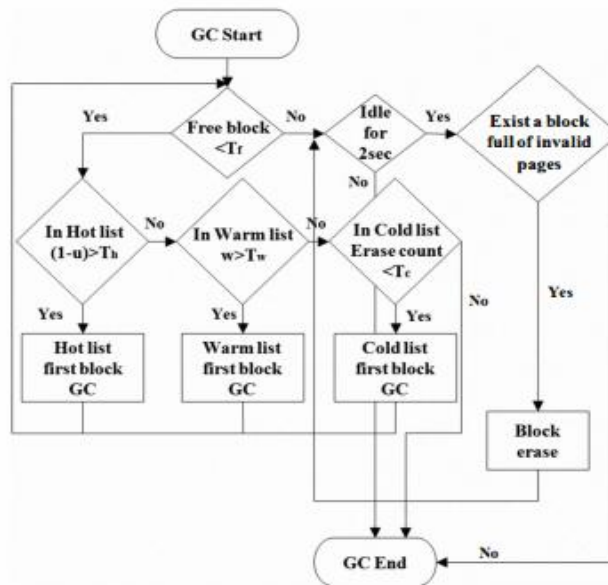 GC Start
Yes
Free block
<Tf
No
Idle
for
2sec
Yes
Exist a block
full of invalid
pages
No
In Hot list
(1-u)>Th
No
In Warm list
w>Tw
No
In Cold list
Erase count
<Tc
No
Yes
Yes
Yes
Yes
Hot list
first block
GC
Warm list
first block
GC
Cold list
first block
GC
Block
erase
GC End
No